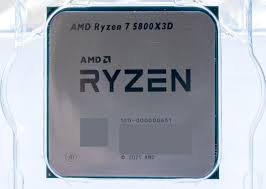 AMD Ryzen 7 5800X3D
AMD
RYZEN
100-000000651
© 2021 AMD